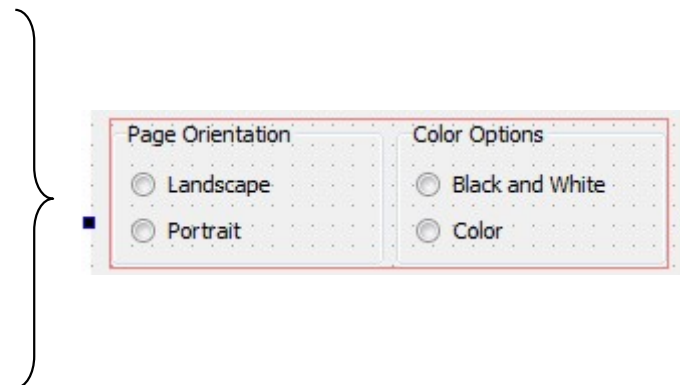 Page Orientation
Landscape
Portrait
Color Options
Black and White
Color